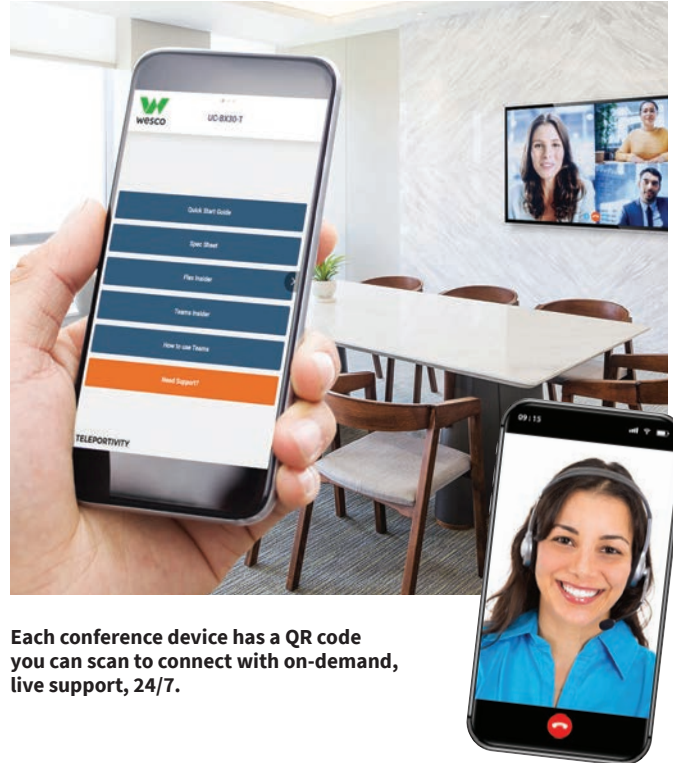 wesco
UC-BX30-T
Quick Start Guide
Spec Sheet
Flex Insider
Teams Insider
How to use Teams
Need Support?
TELEPORTIVITY
09:15
Each conference device has a QR code
you can scan to connect with on-demand,
live support, 24/7.